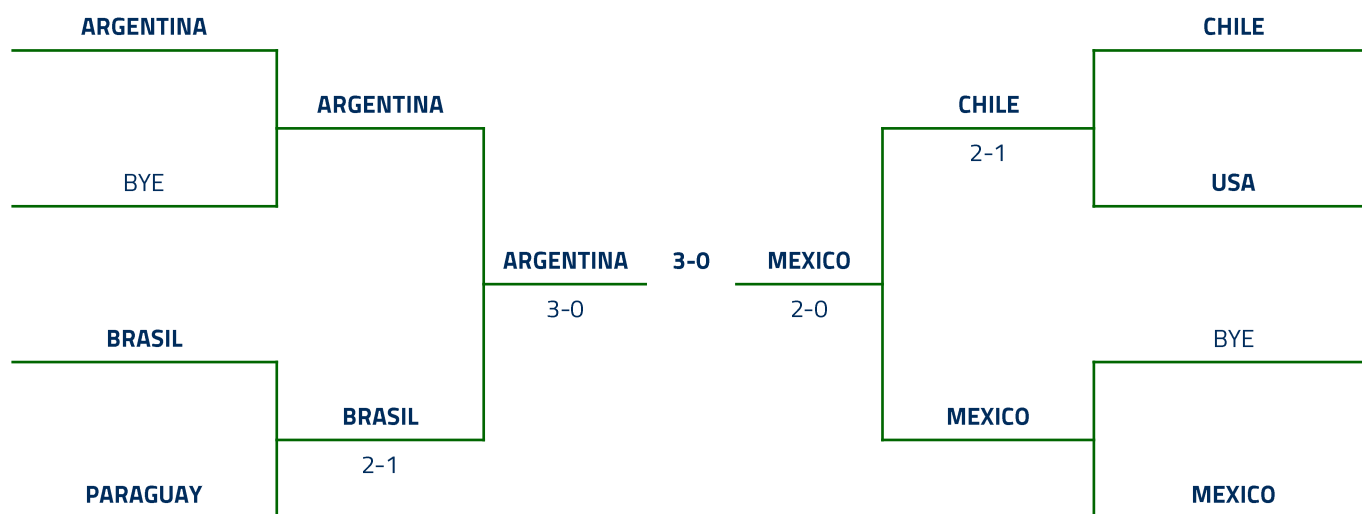 ARGENTINA
CHILE
ARGENTINA
CHILE
2-1
BYE
USA
ARGENTINA
3-0
MEXICO
3-0
2-0
BRASIL
BYE
BRASIL
MEXICO
2-1
PARAGUAY
MEXICO